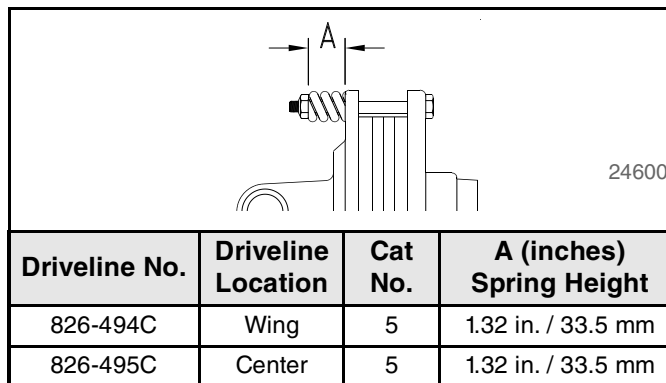 A
24600
Driveline No. Driveline Location Cat No. A (inches) Spring Height
826-494C Wing 5 1.32 in. / 33.5 mm
826-495C Center 5 1.32 in. / 33.5 mm